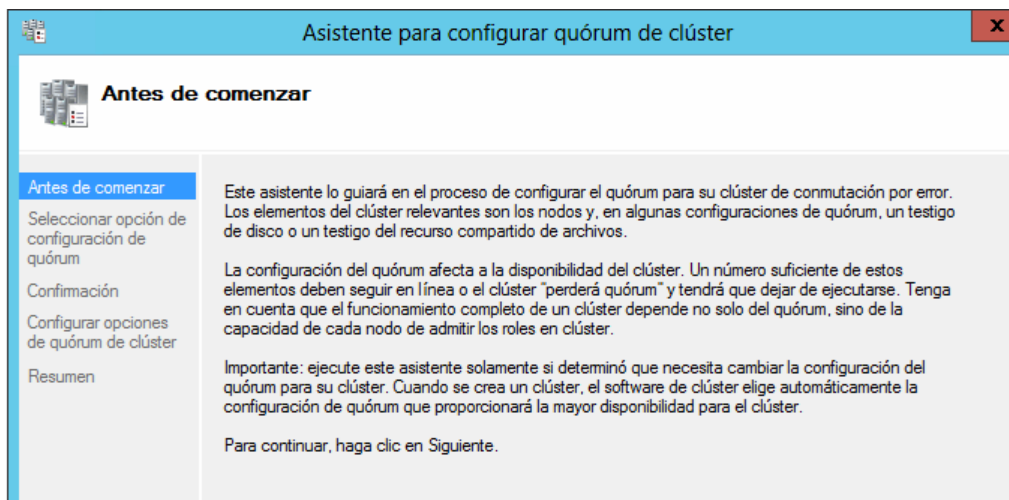 Asistente para configurar quórum de clúster
x
Antes de comenzar
Antes de comenzar
Seleccionar opción de
configuración de
quórum
Confirmación
Configurar opciones
de quórum de clúster
Resumen
Este asistente lo guiará en el proceso de configurar el quórum para su clúster de conmutación por error.
Los elementos del clúster relevantes son los nodos y, en algunas configuraciones de quórum, un testigo
de disco o un testigo del recurso compartido de archivos.
La configuración del quórum afecta a la disponibilidad del clúster. Un número suficiente de estos
elementos deben seguir en línea o el clúster "perderá quórum" y tendrá que dejar de ejecutarse. Tenga
en cuenta que el funcionamiento completo de un clúster depende no solo del quórum, sino de la
capacidad de cada nodo de admitir los roles en clúster.
Importante: ejecute este asistente solamente si determinó que necesita cambiar la configuración del
quórum para su clúster. Cuando se crea un clúster, el software de clúster elige automáticamente la
configuración de quórum que proporcionará la mayor disponibilidad para el clúster.
Para continuar, haga clic en Siguiente.